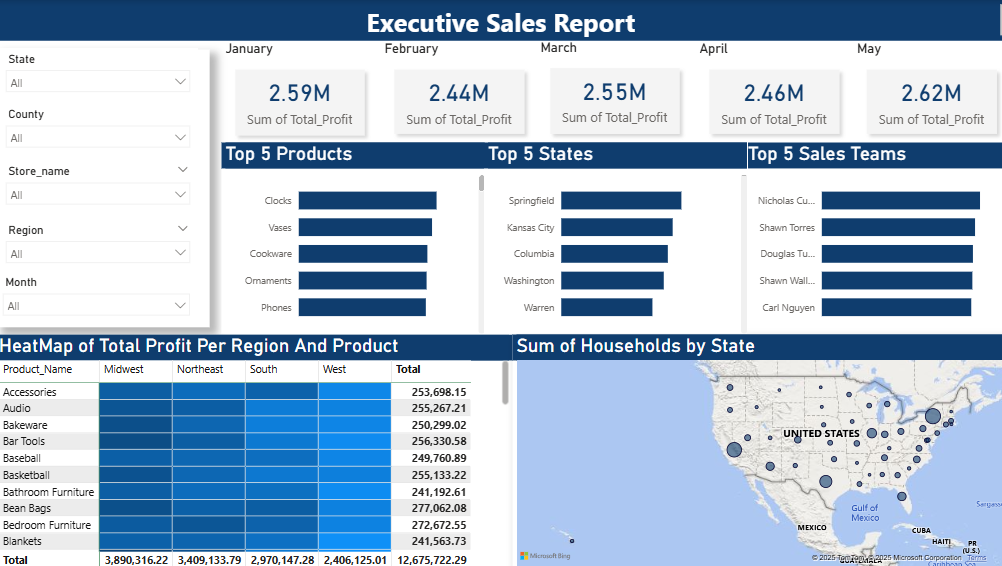 Executive Sales Report
January
February
March
April
May
2.59M
Sum of Total_Profit
2.44M
Sum of Total_Profit
2.55M
Sum of Total_Profit
2.46M
Sum of Total_Profit
2.62M
Sum of Total_Profit
State
All
County
All
Store_name
All
Region
All
Month
All
Top 5 Products
Clocks
Vases
Cookware
Ornaments
Phones
Top 5 States
Springfield
Kansas City
Columbia
Washington
Warren
Top 5 Sales Teams
Nicholas Cu...
Shawn Torres
Douglas Tu...
Shawn Wall...
Carl Nguyen
HeatMap of Total Profit Per Region And Product
Product_Name Midwest Northeast South West Total
Accessories 253,698.15
Audio 255,267.21
Bakeware 250,299.02
Bar Tools 256,330.58
Baseball 249,760.89
Basketball 255,133.22
Bathroom Furniture 241,192.61
Bean Bags 277,062.08
Bedroom Furniture 272,672.55
Blankets 241,563.73
Total 3,890,316.22 3,409,133.79 2,970,147.28 2,406,125.01 12,675,722.29
Sum of Households by State
UNITED STATES
Gulf of
Mexico
MEXICO
CUBA
HAITI
PR
(U.S.)
Sargass
GUATEMALA
Caribbean Sea
Microsoft Bing
© 2025 TomTom, © 2025 Microsoft Corporation Terms